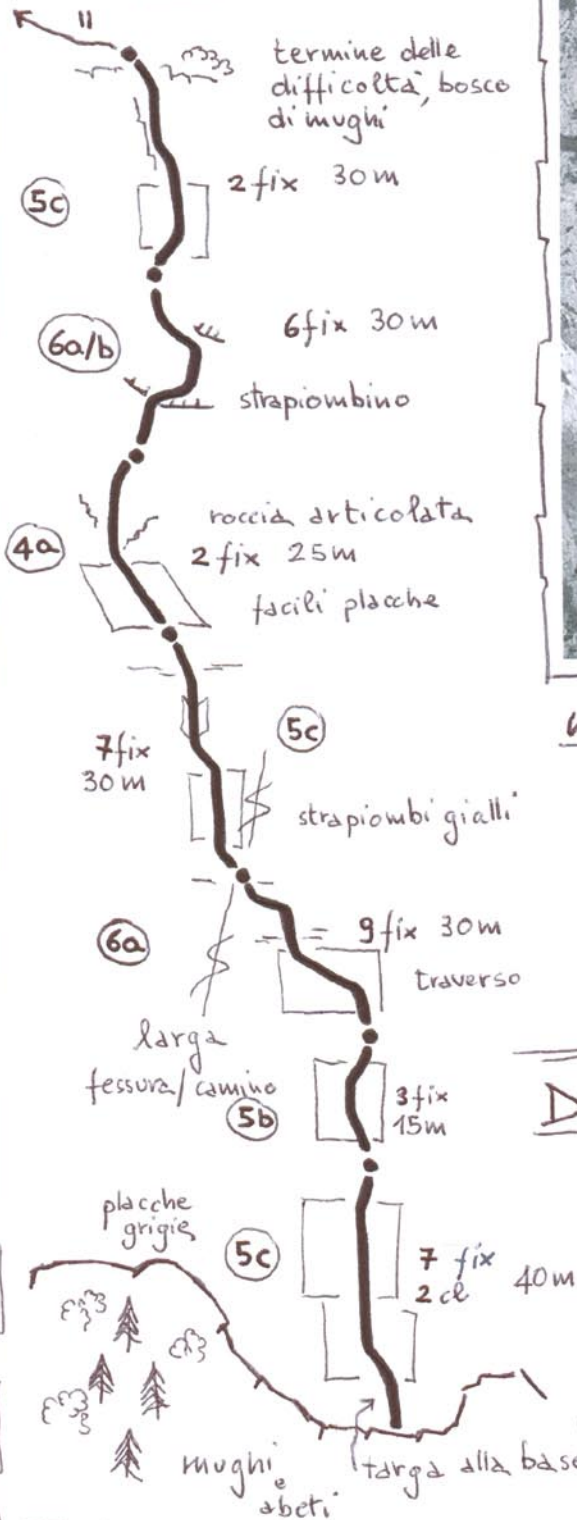 II
termine delle
difficoltà, bosco
di mughi
2 fix 30 m
5c
6 fix 30 m
6a/b
strapiombino
roccia articolata
4a
2 fix 25 m
facili placche
5c
7 fix
30 m
strapiombi gialli
9 fix 30 m
6a
traverso
larga
fessura/camino
3 fix
15 m
5b
placche
grigie
5c
7 fix
2 cl
40 m
mughi
e
abeti
targa alla base